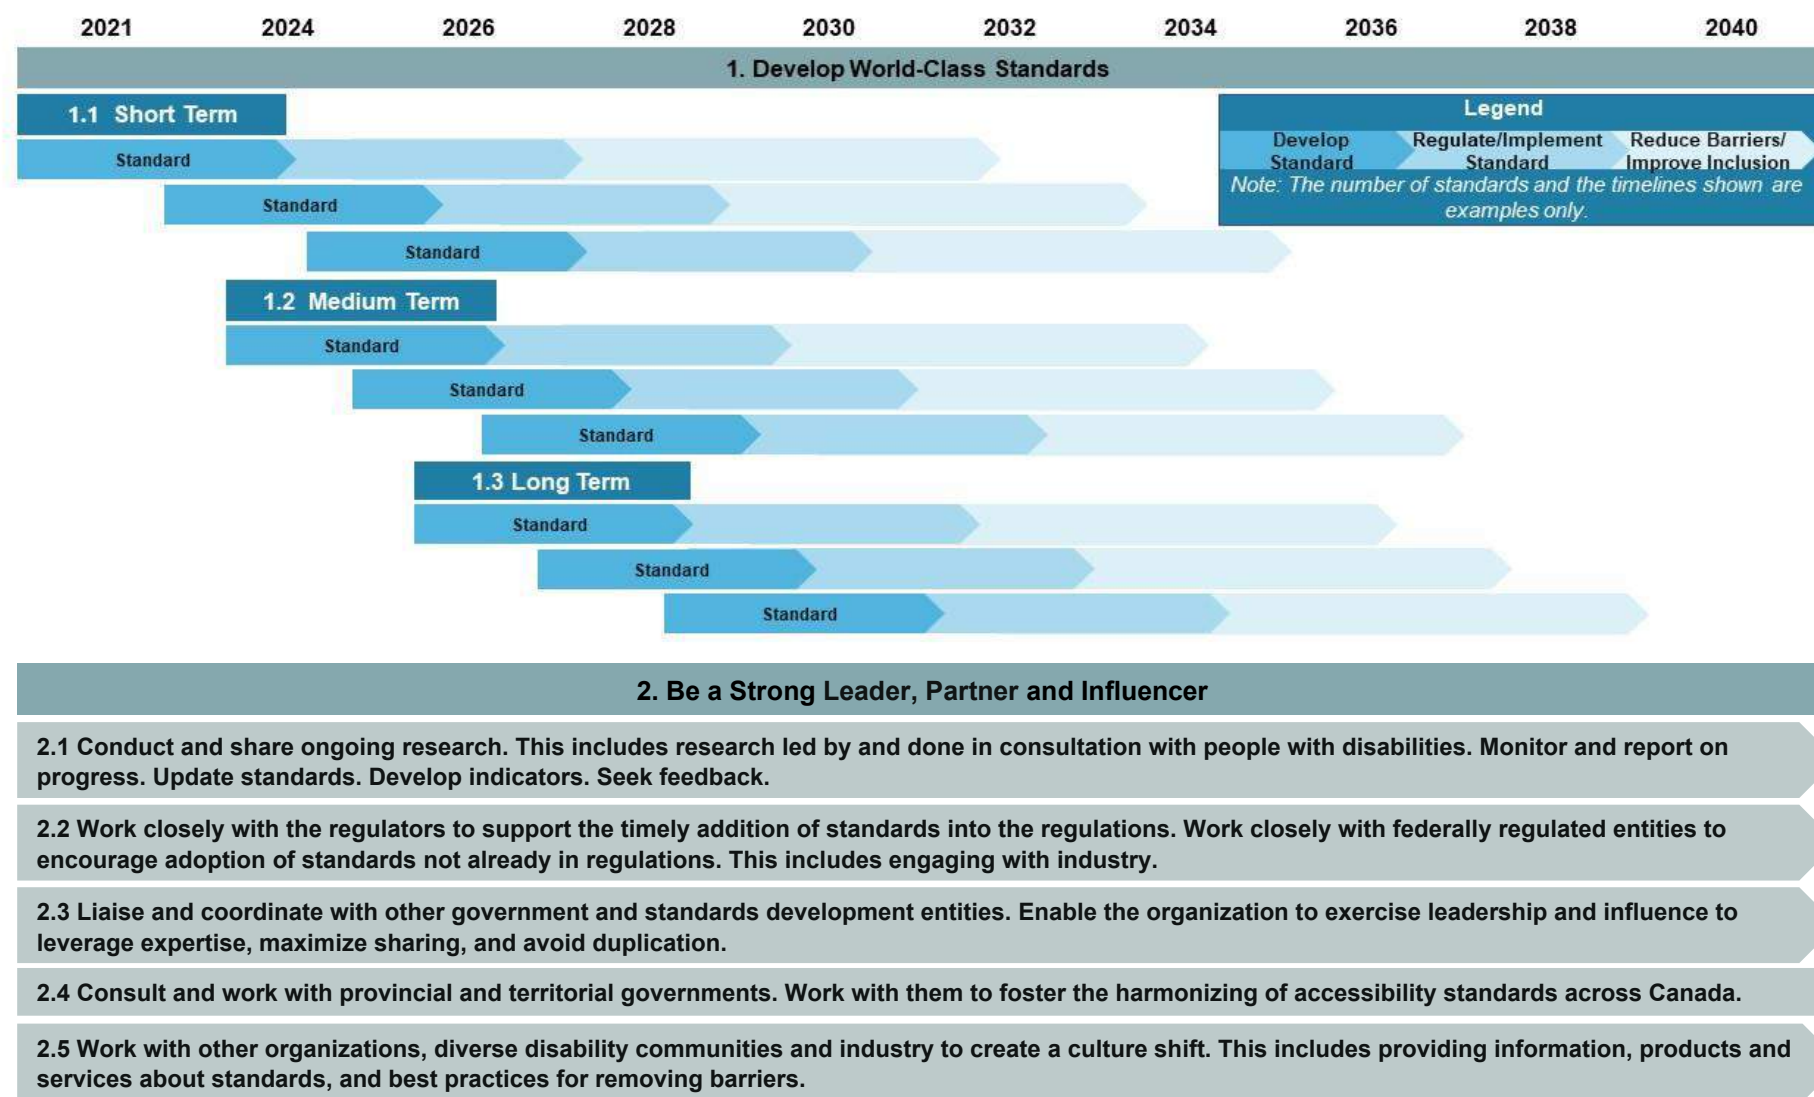 2021 2024 2026 2028 2030 2032 2034 2036 2038 2040
1. Develop World-Class Standards
1.1 Short Term
Legend
Develop Standard
Regulate/Implement Standard
Reduce Barriers/ Improve Inclusion
Note: The number of standards and the timelines shown are
examples only.
Standard
Standard
Standard
1.2 Medium Term
Standard
Standard
Standard
1.3 Long Term
Standard
Standard
Standard
2. Be a Strong Leader, Partner and Influencer
2.1 Conduct and share ongoing research. This includes research led by and done in consultation with people with disabilities. Monitor and report on
progress. Update standards. Develop indicators. Seek feedback.
2.2 Work closely with the regulators to support the timely addition of standards into the regulations. Work closely with federally regulated entities to
encourage adoption of standards not already in regulations. This includes engaging with industry.
2.3 Liaise and coordinate with other government and standards development entities. Enable the organization to exercise leadership and influence to
leverage expertise, maximize sharing, and avoid duplication.
2.4 Consult and work with provincial and territorial governments. Work with them to foster the harmonizing of accessibility standards across Canada.
2.5 Work with other organizations, diverse disability communities and industry to create a culture shift. This includes providing information, products and
services about standards, and best practices for removing barriers.